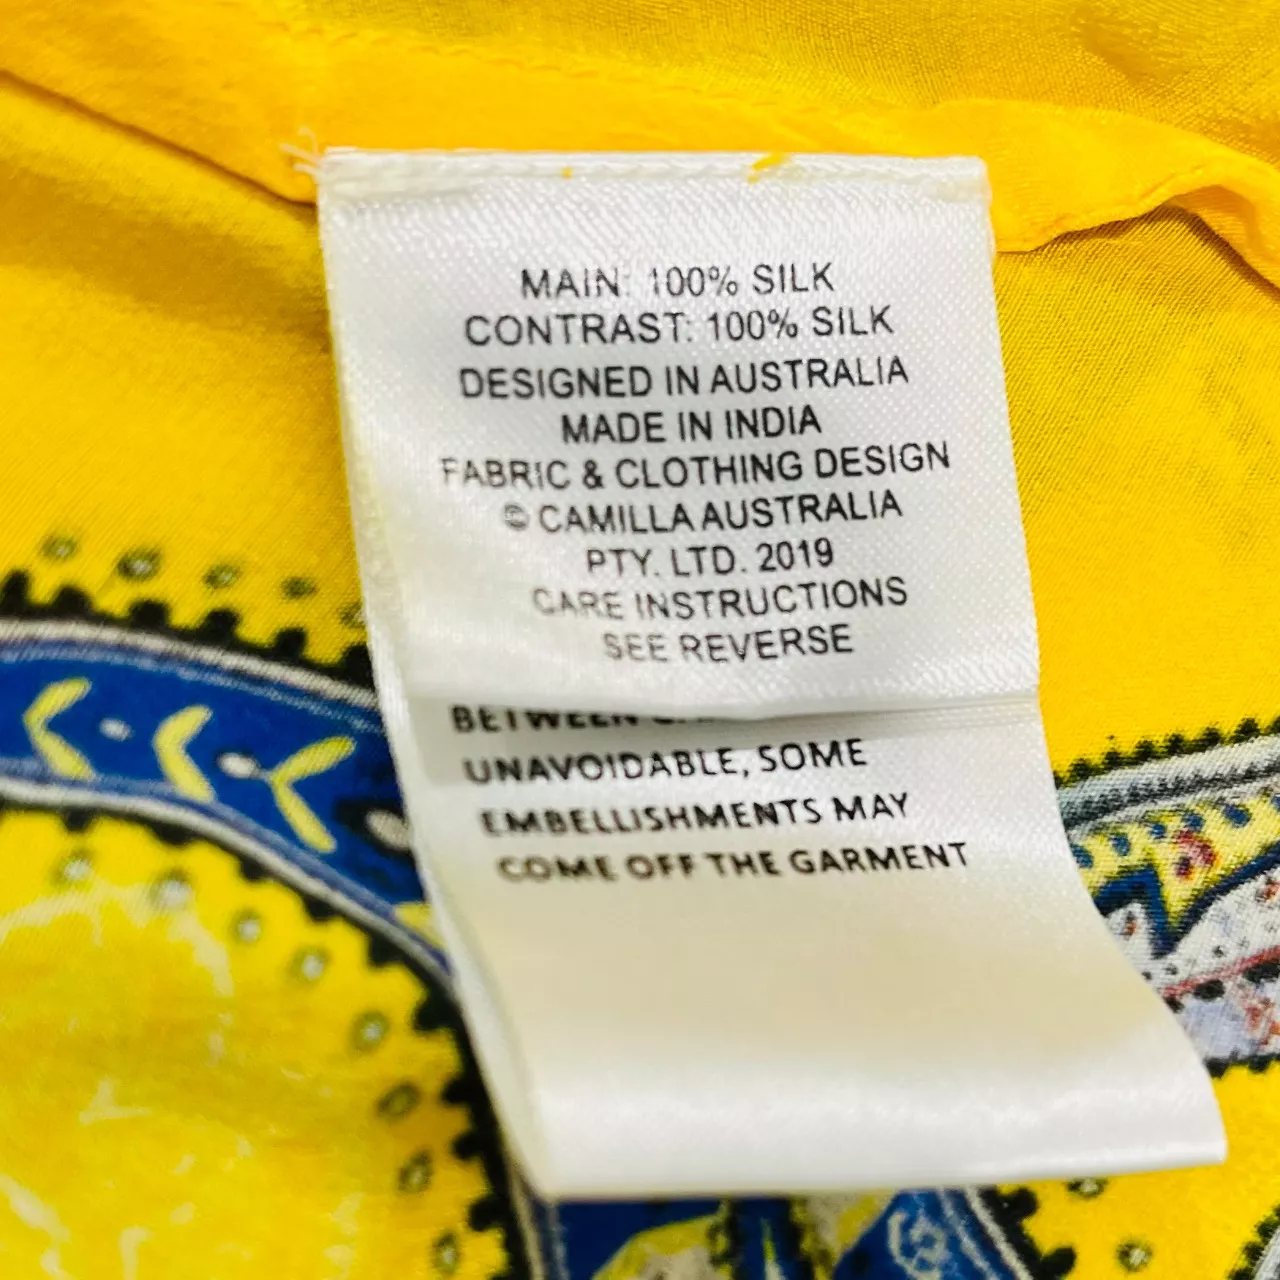 MAIN: 100% SILK
CONTRAST: 100% SILK
DESIGNED IN AUSTRALIA
MADE IN INDIA
FABRIC & CLOTHING DESIGN
© CAMILLA AUSTRALIA
PTY. LTD. 2019
CARE INSTRUCTIONS
SEE REVERSE
BETWEEN
UNAVOIDABLE, SOME
EMBELLISHMENTS MAY
COME OFF THE GARMENT